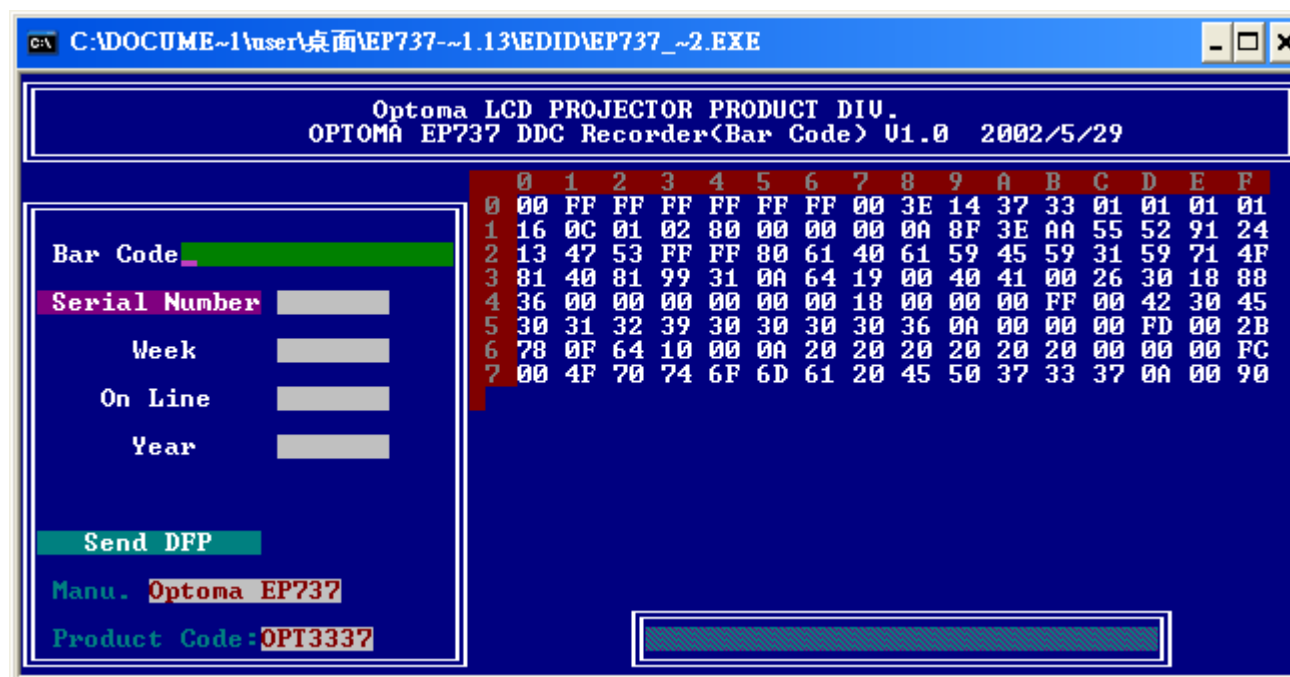 C:\DOCUME~1\user\桌面\EP737-~1.13\EDID\EP737_~2.EXE
Optoma LCD PROJECTOR PRODUCT DIV.
OPTOMA EP737 DDC Recorder(Bar Code) V1.0 2002/5/29
Bar Code
Serial Number
Week
On Line
Year
Send DFP
Manu. Optoma EP737
Product Code:OPT3337
0 1 2 3 4 5 6 7 8 9 A B C D E F
0 00 FF FF FF FF FF FF 00 3E 14 37 33 01 01 01 01
1 16 0C 01 02 80 00 00 00 0A 8F 3E AA 55 52 91 24
2 13 47 53 FF FF 80 61 40 61 59 45 59 31 59 71 4F
3 81 40 81 99 31 0A 64 19 00 40 41 00 26 30 18 88
4 36 00 00 00 00 00 00 18 00 00 00 FF 00 42 30 45
5 30 31 32 39 30 30 30 30 36 0A 00 00 00 FD 00 2B
6 78 0F 64 10 00 0A 20 20 20 20 20 20 00 00 00 FC
7 00 4F 70 74 6F 6D 61 20 45 50 37 33 37 0A 00 90